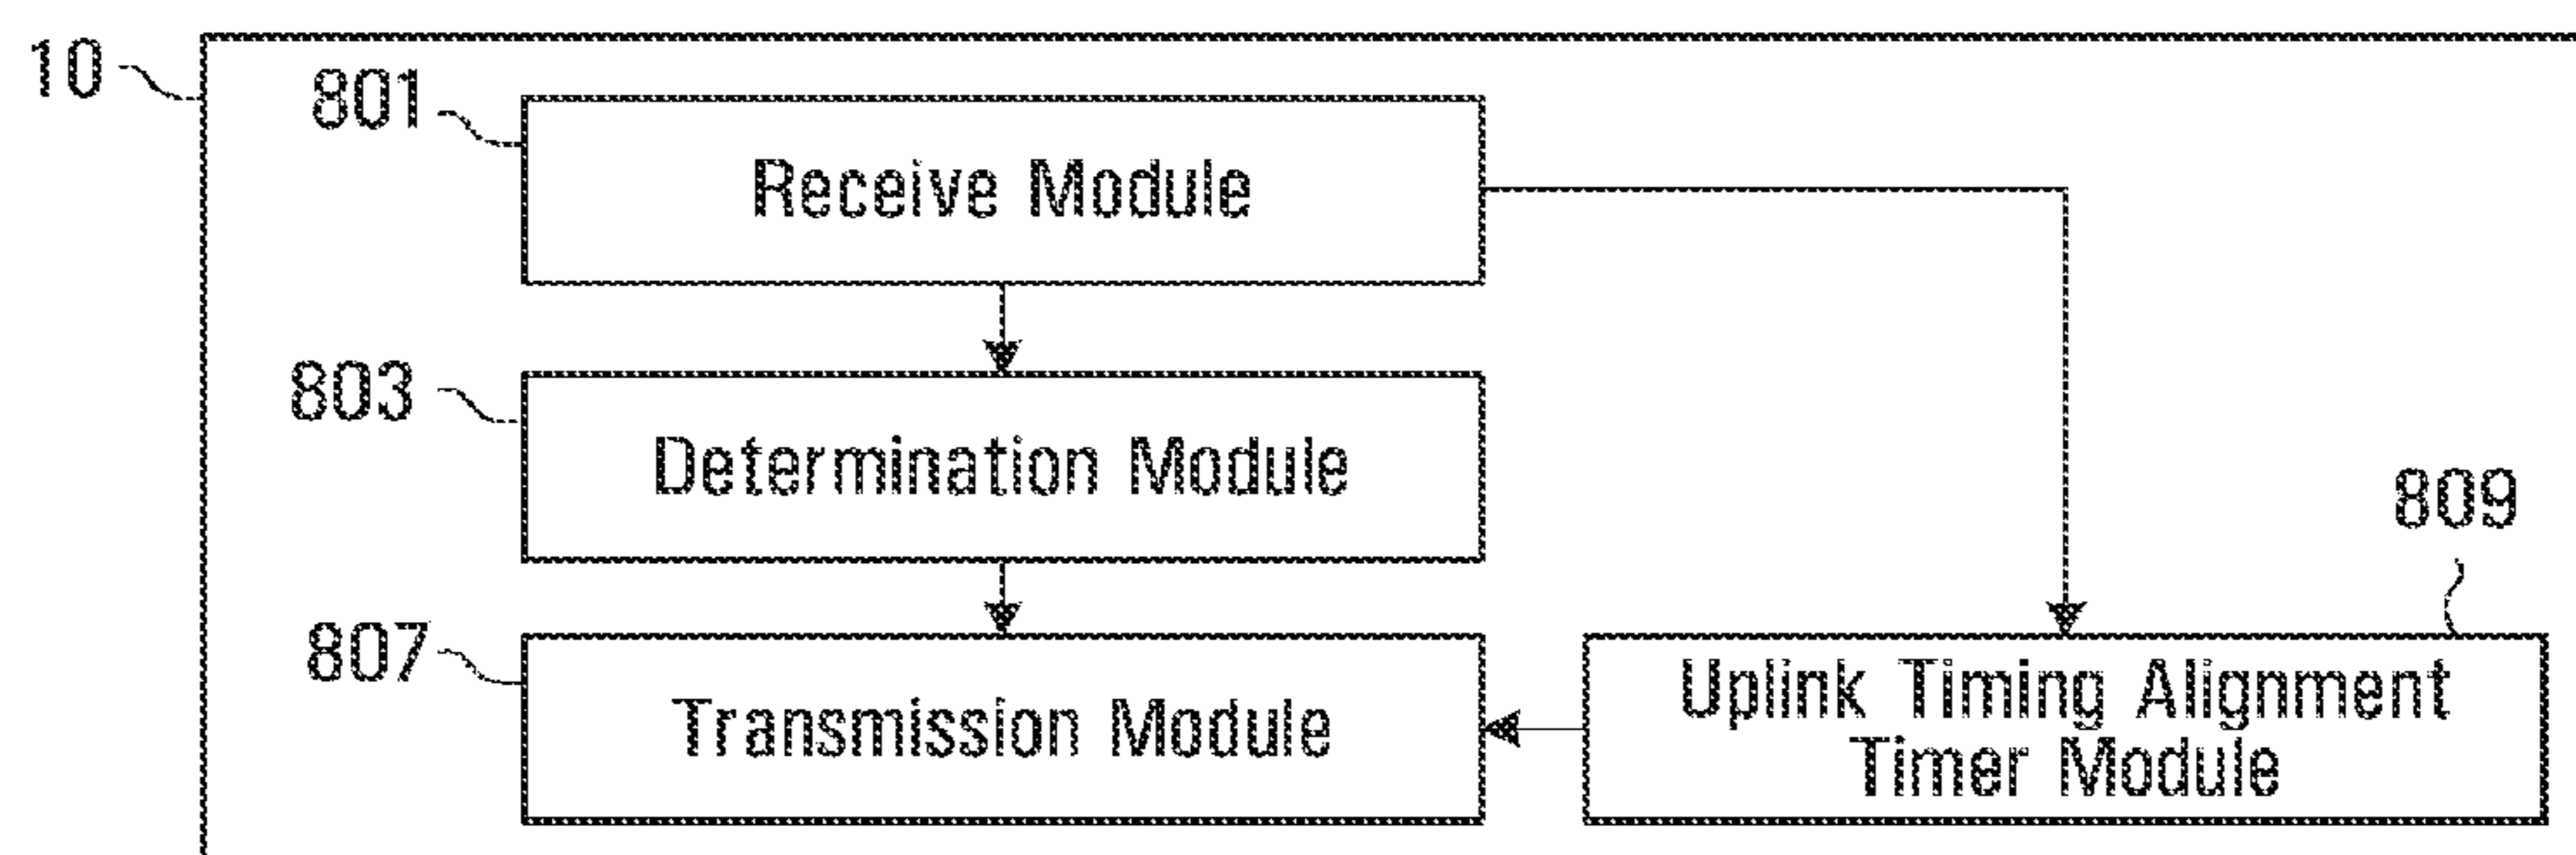 10
801
Receive Module
803
Determination Module
809
807
Transmission Module
Uplink Timing Alignment
Timer Module